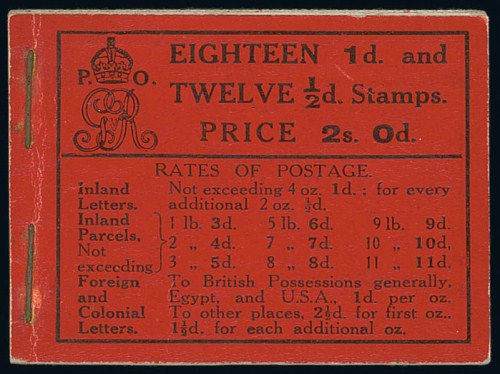 EIGHTEEN 1d. and
P. O.
TWELVE ½d. Stamps.
GR
PRICE 2s. 0d.
RATES OF POSTAGE.
Inland Letters. Not exceeding 4 oz. 1d. : for every
additional 2 oz. ½d.
Inland Parcels, Not exceeding
1 lb. 3d. 5 lb. 6d. 9 lb. 9d.
2 „ 4d. 7 „ 7d. 10 „ 10d,
3 „ 5d. 8 „ 8d. 11 „ 11d.
Foreign and Colonial Letters. To British Possessions generally,
Egypt, and U.S.A., 1d. per oz.
To other places, 2½d. for first oz..
1½d. for each additional oz.